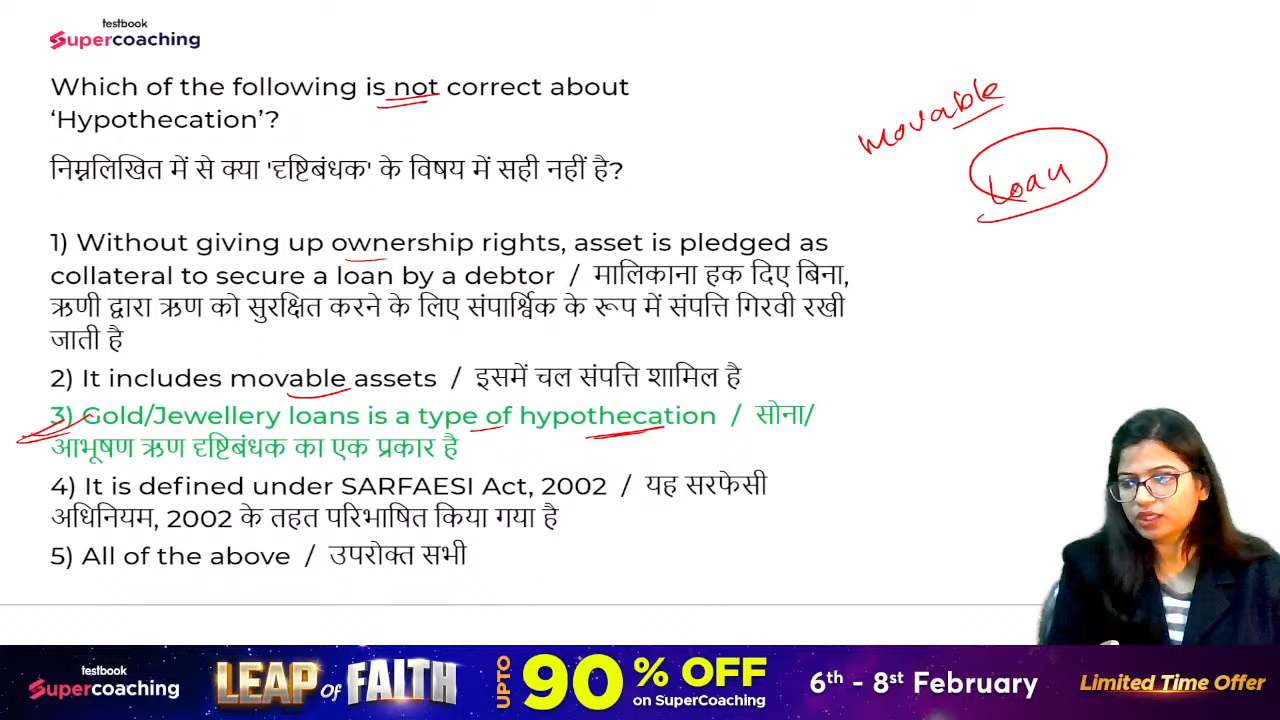 testbook
Supercoaching
Which of the following is not correct about
‘Hypothecation’?
निम्नलिखित में से क्या 'दृष्टिबंधक' के विषय में सही नहीं है?
movable
Loan
1) Without giving up ownership rights, asset is pledged as
collateral to secure a loan by a debtor / मालिकाना हक दिए बिना,
ऋणी द्वारा ऋण को सुरक्षित करने के लिए संपार्श्विक के रूप में संपत्ति गिरवी रखी
जाती है
2) It includes movable assets / इसमें चल संपत्ति शामिल है
3) Gold/Jewellery loans is a type of hypothecation / सोना/
आभूषण ऋण दृष्टिबंधक का एक प्रकार है
4) It is defined under SARFAESI Act, 2002 / यह सरफेसी
अधिनियम, 2002 के तहत परिभाषित किया गया है
5) All of the above / उपरोक्त सभी
testbook
Supercoaching
LEAP OF FAITH
UPTO 90% OFF
on SuperCoaching
6th - 8th February
Limited Time Offer